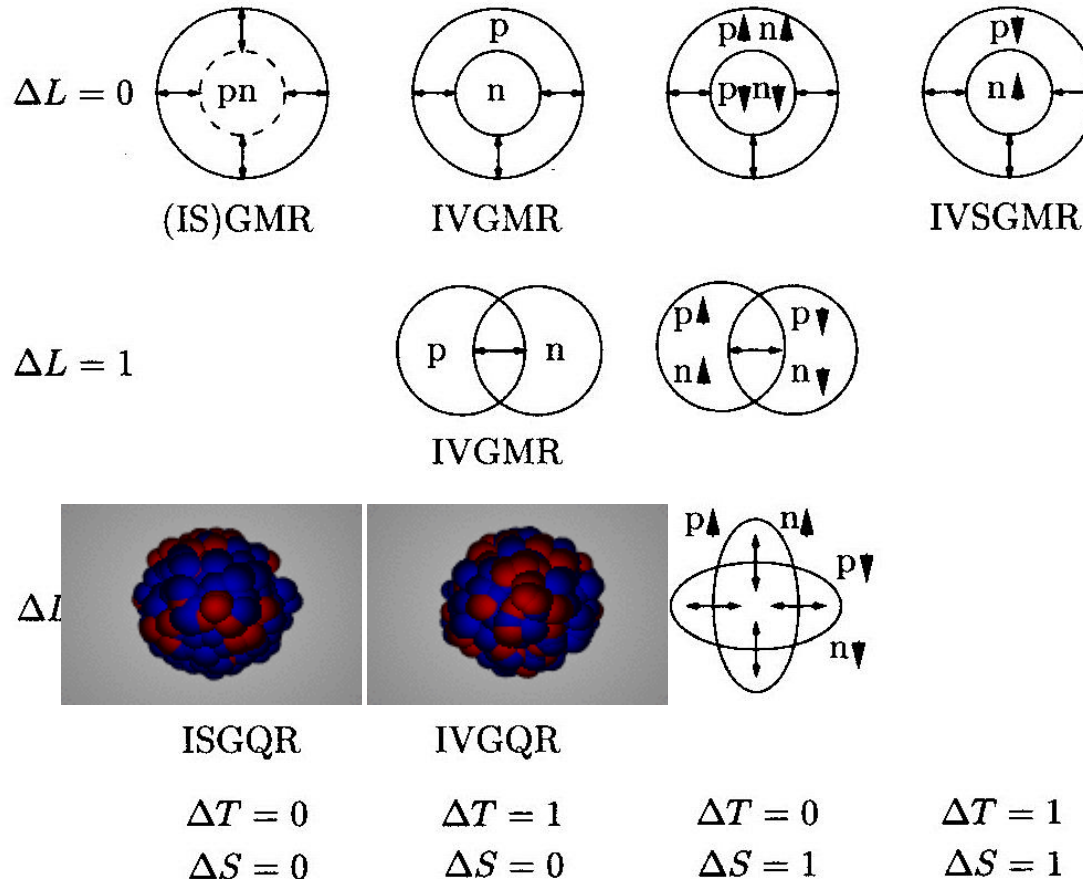 p▲ n▲ p▼
ΔL = 0 pn n p▼n▼ n▲
(IS)GMR IVGMR IVSGMR
p▲ p▼
ΔL = 1 p n
n▲ n▼
IVGMR
p▲ n▲
p▼
ΔL
n▼
ISGQR IVGQR
ΔT = 0 ΔT = 1 ΔT = 0 ΔT = 1
ΔS = 0 ΔS = 0 ΔS = 1 ΔS = 1
p